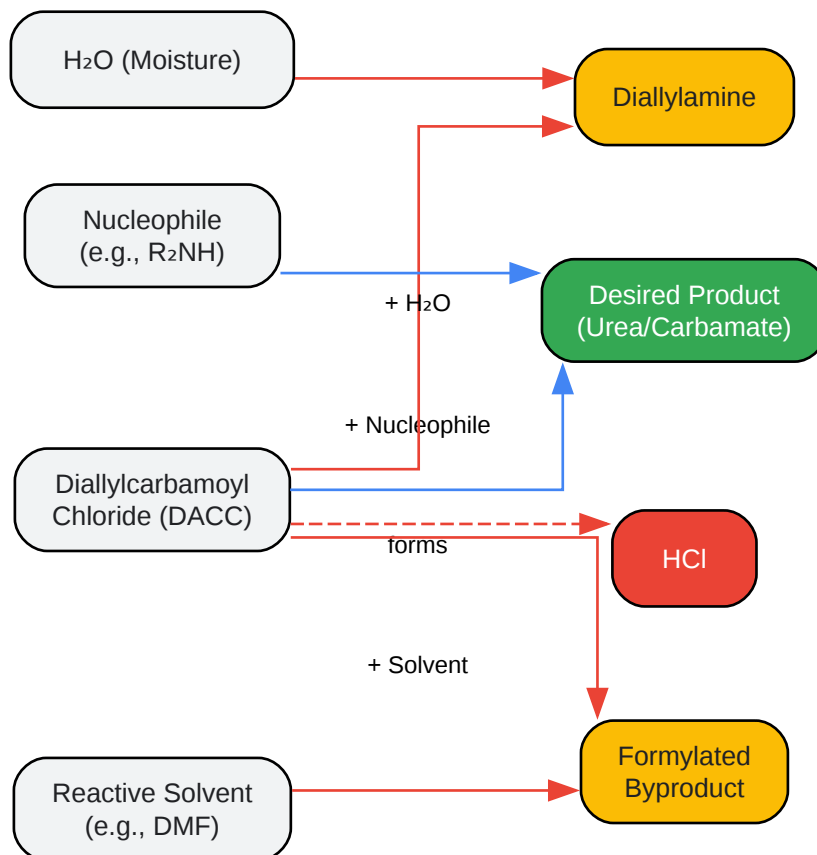 H₂O (Moisture)
Diallylamine
Nucleophile
(e.g., R₂NH)
+ H₂O
Desired Product
(Urea/Carbamate)
+ Nucleophile
Diallylcarbamoyl
Chloride (DACC)
forms
HCl
+ Solvent
Formylated
Byproduct
Reactive Solvent
(e.g., DMF)